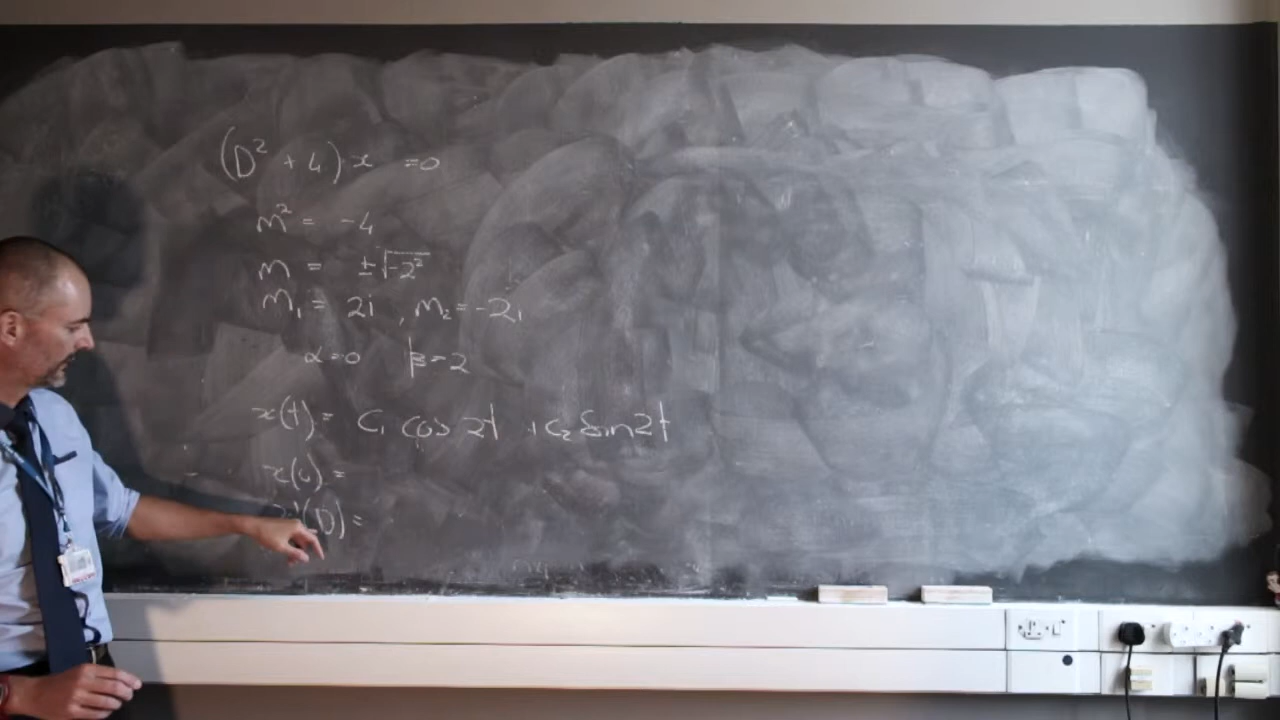 (D² + 4) x = 0
m² = -4
m = ±√-2²
m₁ = 2i , m₂ = -2i
α=0 β=2
x(t) = C₁ cos 2t + C₂ Sin 2t
x(0) =
x'(0) =